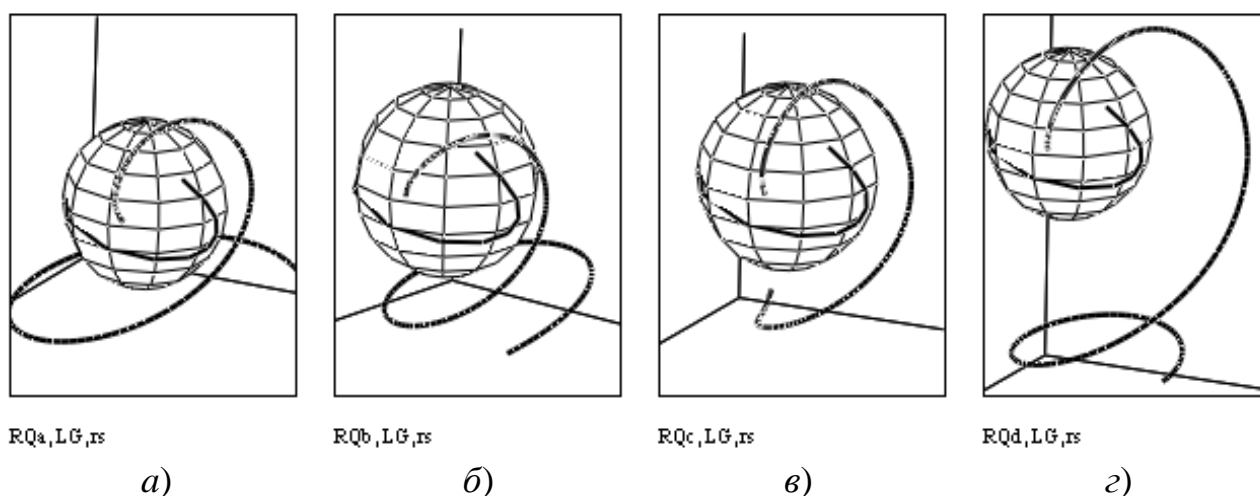 RQa,LG,rs
RQb,LG,rs
RQc,LG,rs
RQd,LG,rs
а)
б)
в)
г)